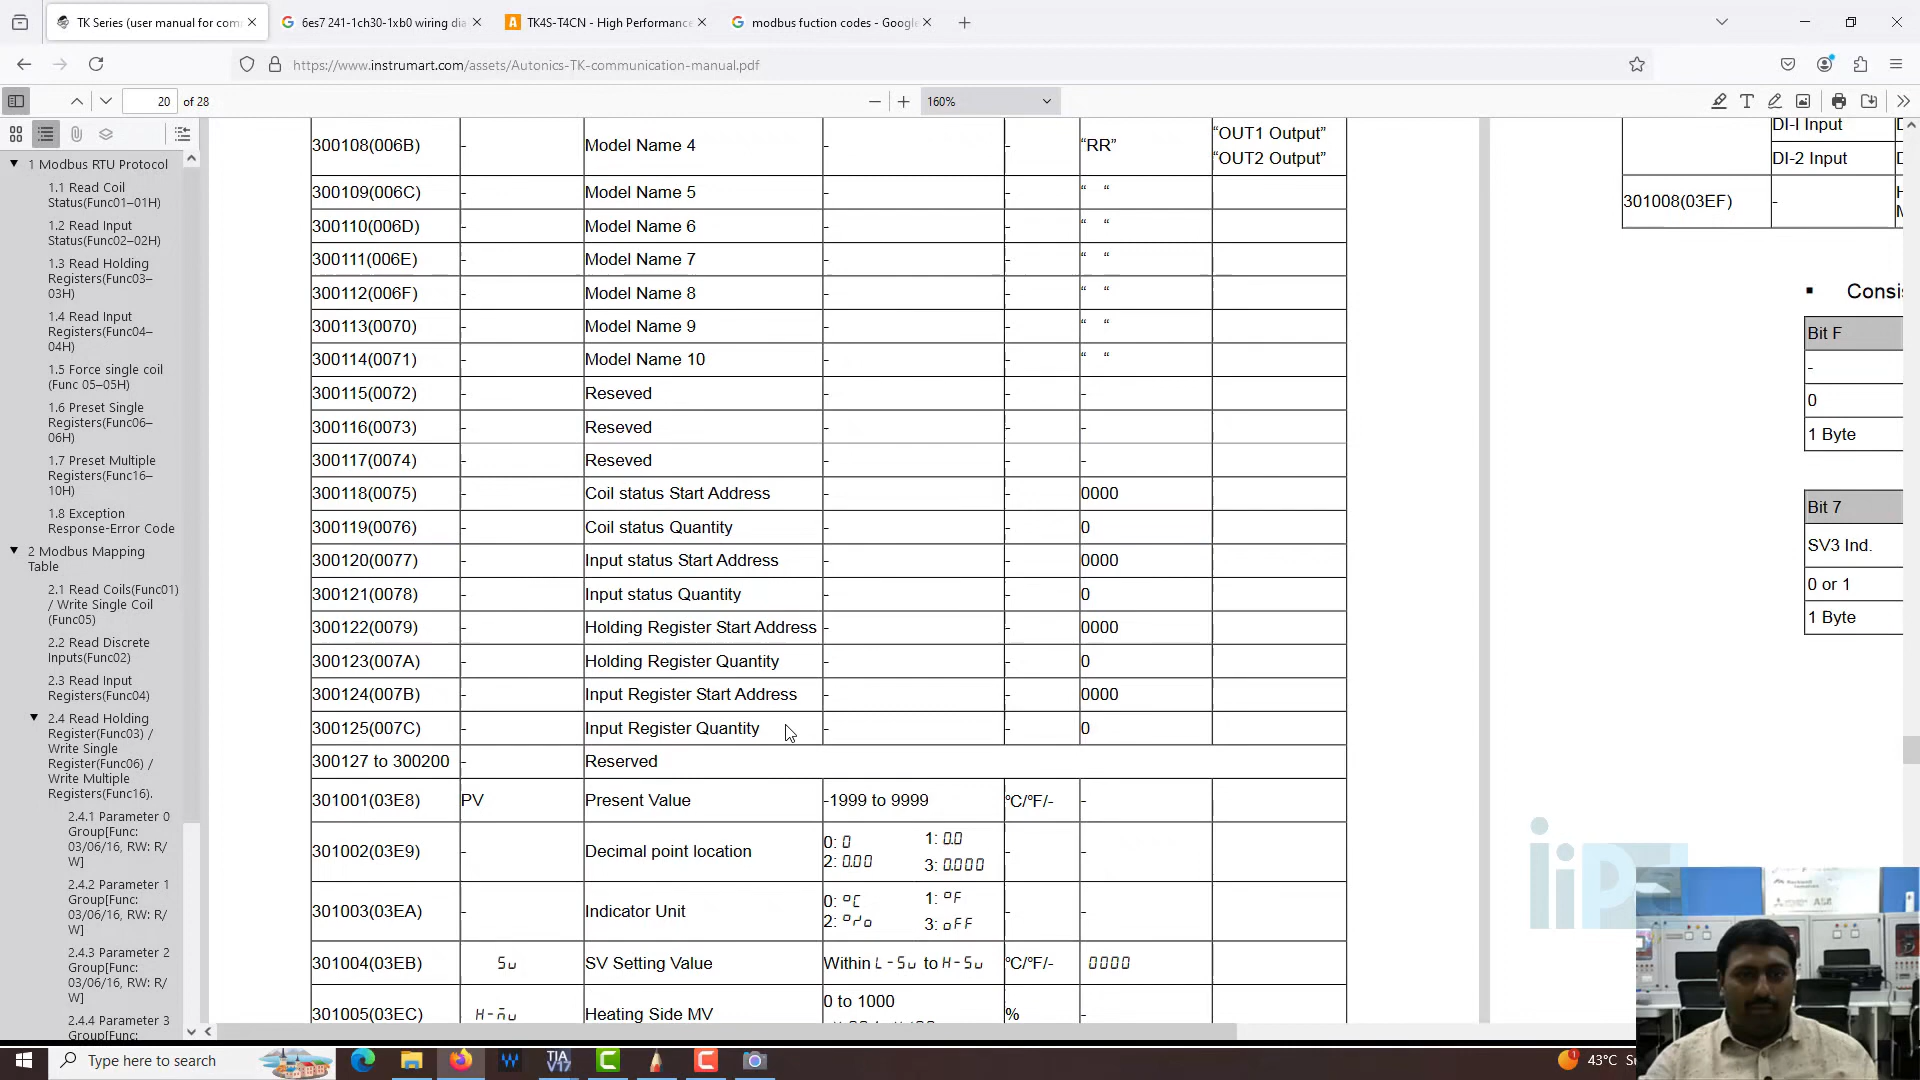 TK Series (user manual for com
6es7 241-1ch30-1xb0 wiring dia
TK4S-T4CN - High Performance
modbus fuction codes - Google
https://www.instrumart.com/assets/Autonics-TK-communication-manual.pdf
20 of 28
160%
1 Modbus RTU Protocol
1.1 Read Coil
Status(Func01–01H)
1.2 Read Input
Status(Func02–02H)
1.3 Read Holding
Registers(Func03–
03H)
1.4 Read Input
Registers(Func04–
04H)
1.5 Force single coil
(Func 05–05H)
1.6 Preset Single
Registers(Func06–
06H)
1.7 Preset Multiple
Registers(Func16–
10H)
1.8 Exception
Response-Error Code
2 Modbus Mapping
Table
2.1 Read Coils(Func01)
/ Write Single Coil
(Func05)
2.2 Read Discrete
Inputs(Func02)
2.3 Read Input
Registers(Func04)
2.4 Read Holding
Register(Func03) /
Write Single
Register(Func06) /
Write Multiple
Registers(Func16).
2.4.1 Parameter 0
Group[Func:
03/06/16, RW: R/
W]
2.4.2 Parameter 1
Group[Func:
03/06/16, RW: R/
W]
2.4.3 Parameter 2
Group[Func:
03/06/16, RW: R/
W]
2.4.4 Parameter 3
Group[Func:
300108(006B) - Model Name 4 - - “RR” “OUT1 Output”
“OUT2 Output”
300109(006C) - Model Name 5 - - “ “
300110(006D) - Model Name 6 - - “ “
300111(006E) - Model Name 7 - - “ “
300112(006F) - Model Name 8 - - “ “
300113(0070) - Model Name 9 - - “ “
300114(0071) - Model Name 10 - - “ “
300115(0072) - Reseved - - -
300116(0073) - Reseved - - -
300117(0074) - Reseved - - -
300118(0075) - Coil status Start Address - - 0000
300119(0076) - Coil status Quantity - - 0
300120(0077) - Input status Start Address - - 0000
300121(0078) - Input status Quantity - - 0
300122(0079) - Holding Register Start Address - - 0000
300123(007A) - Holding Register Quantity - - 0
300124(007B) - Input Register Start Address - - 0000
300125(007C) - Input Register Quantity - - 0
300127 to 300200 - Reserved
301001(03E8) PV Present Value -1999 to 9999 ℃/℉/- -
301002(03E9) - Decimal point location 0: 0 1: 0.0 - -
2: 0.00 3: 0.000
301003(03EA) - Indicator Unit 0: ºC 1: ºF - -
2: º/o 3: oFF
301004(03EB) Sv SV Setting Value Within L-Sv to H-Sv ℃/℉/- 0000
301005(03EC) H-Mv Heating Side MV 0 to 1000 % -
DI-I Input
DI-2 Input
301008(03EF) -
▪ Consi
Bit F
-
0
1 Byte
Bit 7
SV3 Ind.
0 or 1
1 Byte
Type here to search
TIA
V17
1
43°C Su